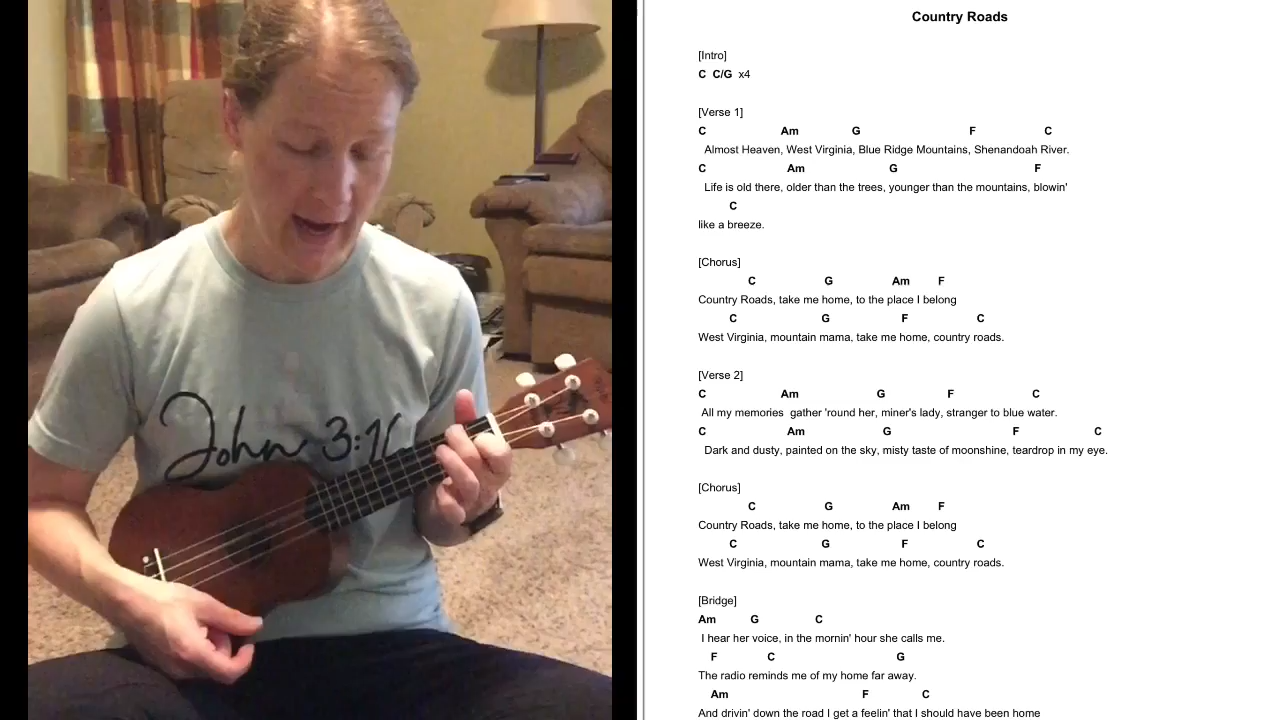 Country Roads
[Intro]
C C/G x4
[Verse 1]
C Am G F C
Almost Heaven, West Virginia, Blue Ridge Mountains, Shenandoah River.
C Am G F
Life is old there, older than the trees, younger than the mountains, blowin'
C
like a breeze.
[Chorus]
C G Am F
Country Roads, take me home, to the place I belong
C G F C
West Virginia, mountain mama, take me home, country roads.
[Verse 2]
C Am G F C
All my memories gather 'round her, miner's lady, stranger to blue water.
C Am G F C
Dark and dusty, painted on the sky, misty taste of moonshine, teardrop in my eye.
[Chorus]
C G Am F
Country Roads, take me home, to the place I belong
C G F C
West Virginia, mountain mama, take me home, country roads.
[Bridge]
Am G C
I hear her voice, in the mornin' hour she calls me.
F C G
The radio reminds me of my home far away.
Am F C
And drivin' down the road I get a feelin' that I should have been home
John 3:16